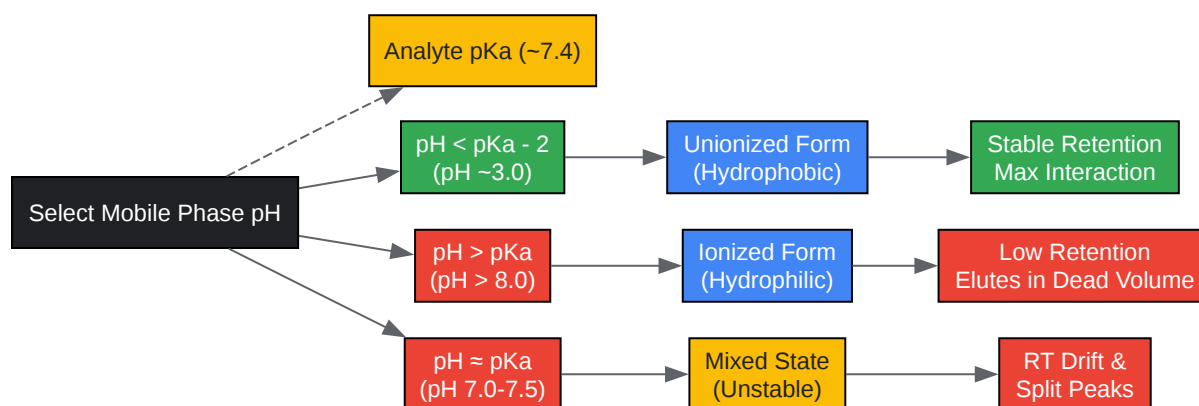 Analyte pKa (~7.4)
Select Mobile Phase pH
pH < pKa - 2
(pH ~3.0)
Unionized Form
(Hydrophobic)
Stable Retention
Max Interaction
pH > pKa
(pH > 8.0)
Ionized Form
(Hydrophilic)
Low Retention
Elutes in Dead Volume
pH ≈ pKa
(pH 7.0-7.5)
Mixed State
(Unstable)
RT Drift &
Split Peaks